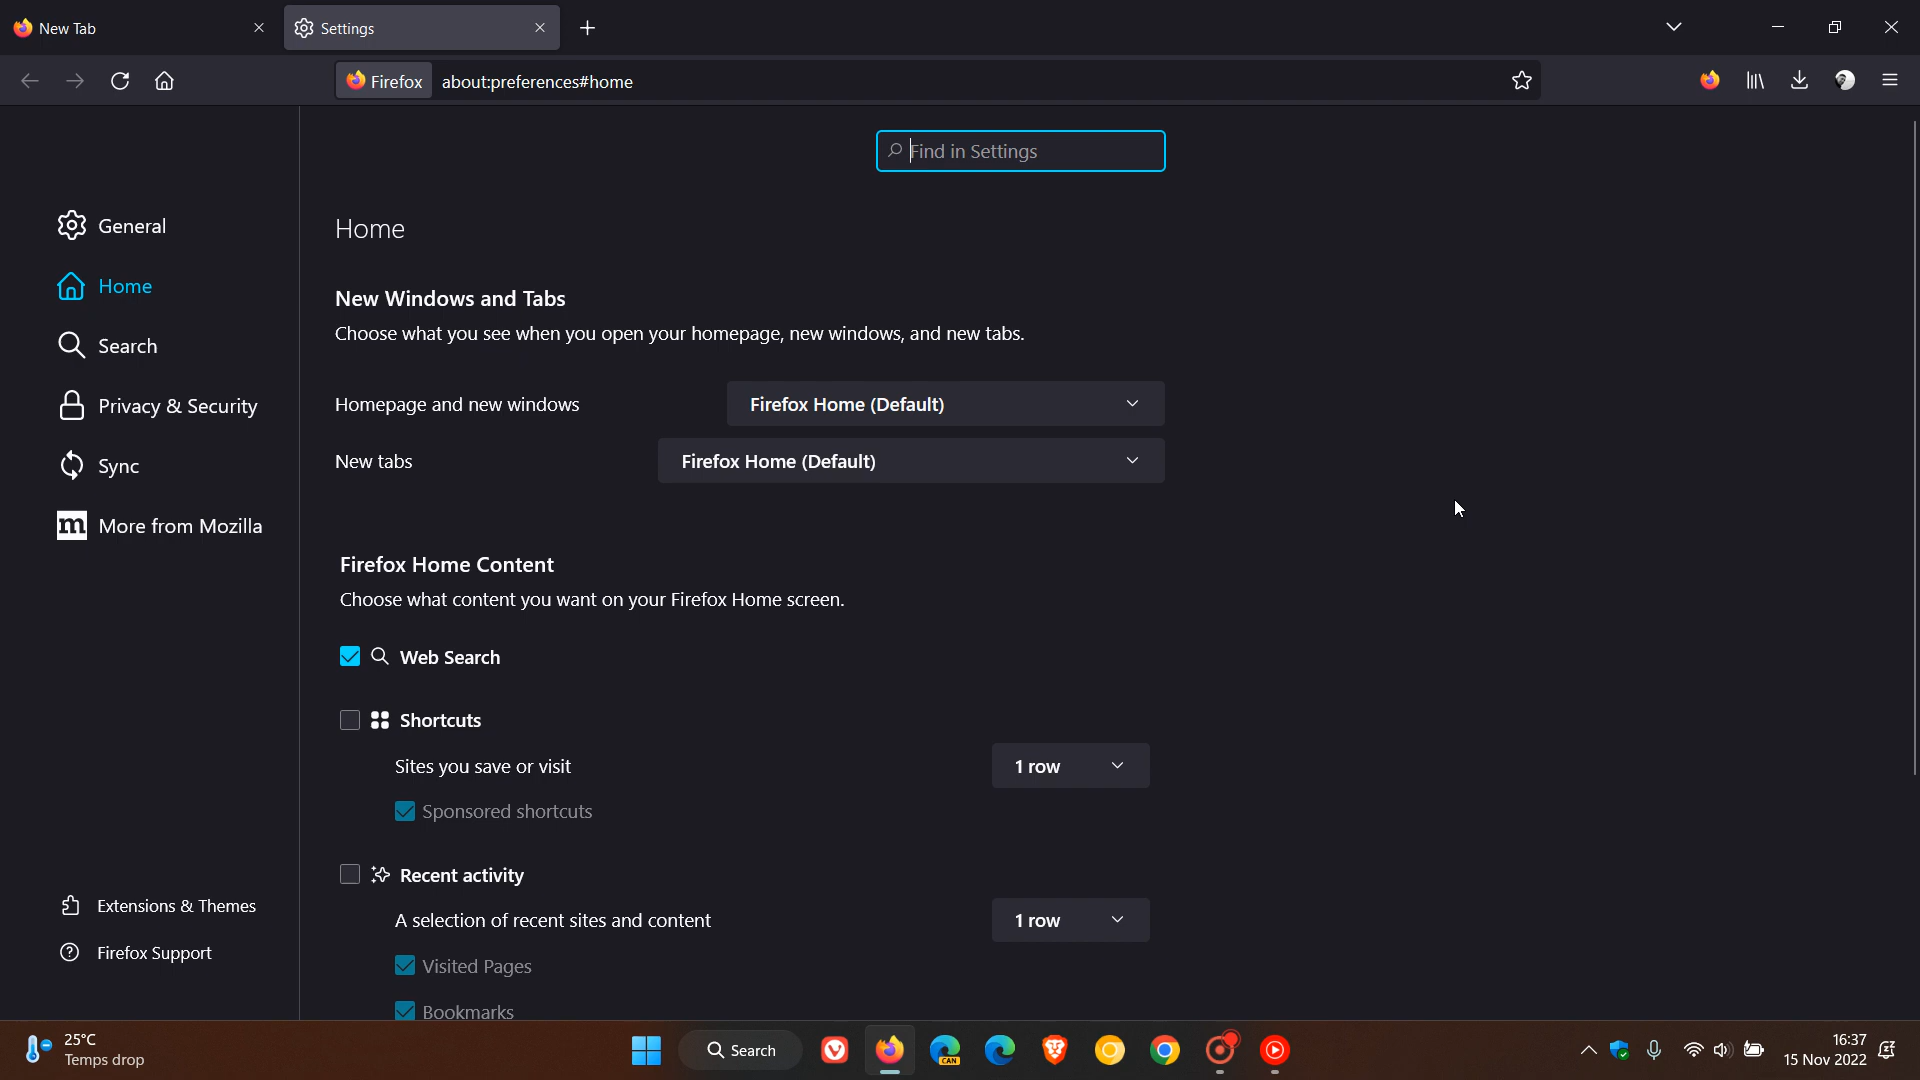 New Tab
Settings
Firefox
about:preferences#home
Find in Settings
General
Home
Search
Privacy & Security
Sync
More from Mozilla
Extensions & Themes
Firefox Support
Home
New Windows and Tabs
Choose what you see when you open your homepage, new windows, and new tabs.
Homepage and new windows
Firefox Home (Default)
New tabs
Firefox Home (Default)
Firefox Home Content
Choose what content you want on your Firefox Home screen.
Web Search
Shortcuts
Sites you save or visit
1 row
Sponsored shortcuts
Recent activity
A selection of recent sites and content
1 row
Visited Pages
Bookmarks
25°C
Temps drop
Search
CAN
16:37
15 Nov 2022